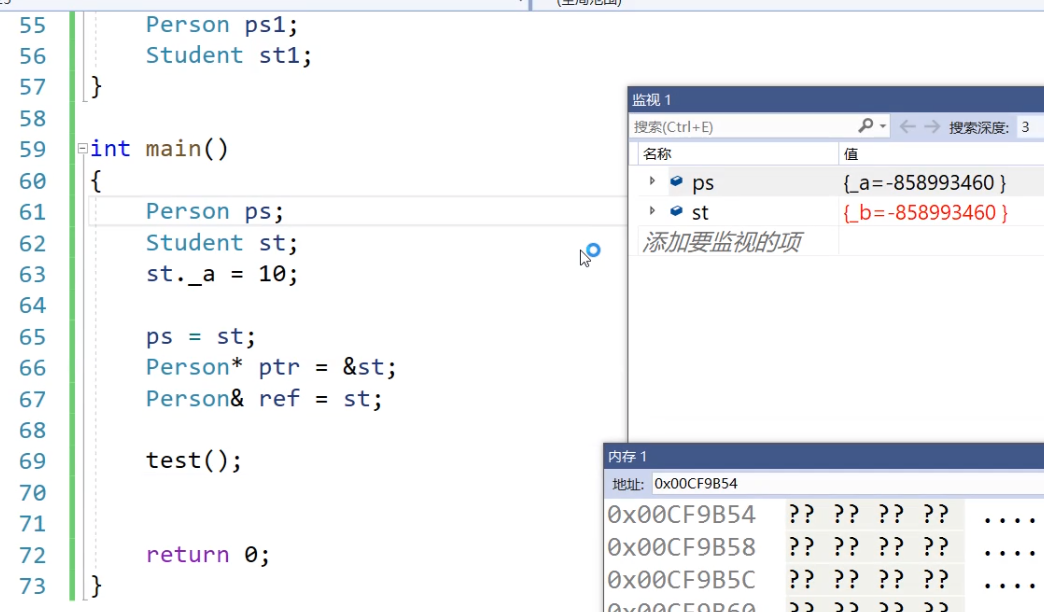 (全局范围)
55 Person ps1;
56 Student st1;
57 }
58
59 int main()
60 {
61 Person ps;
62 Student st;
63 st._a = 10;
64
65 ps = st;
66 Person* ptr = &st;
67 Person& ref = st;
68
69 test();
70
71
72 return 0;
73 }
监视 1
搜索(Ctrl+E) 搜索深度: 3
名称 值
ps {_a=-858993460 }
st {_b=-858993460 }
添加要监视的项
内存 1
地址: 0x00CF9B54
0x00CF9B54 ?? ?? ?? ?? ....
0x00CF9B58 ?? ?? ?? ?? ....
0x00CF9B5C ?? ?? ?? ?? ....
0x00CF9B60 ?? ?? ?? ??